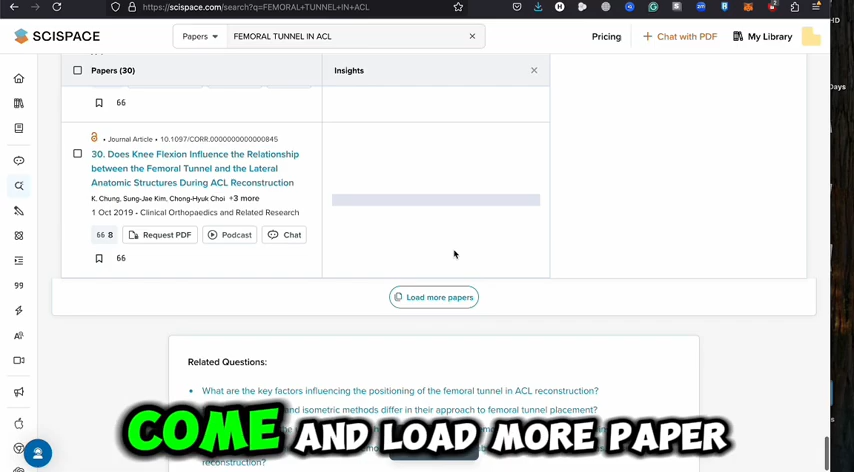 https://scispace.com/search?q=FEMORAL+TUNNEL+IN+ACL
HD
SCISPACE
Papers
FEMORAL TUNNEL IN ACL
Pricing
Chat with PDF
My Library
Papers (30)
Insights
Days
66
Journal Article • 10.1097/CORR.0000000000000845
30. Does Knee Flexion Influence the Relationship
between the Femoral Tunnel and the Lateral
Anatomic Structures During ACL Reconstruction
K. Chung, Sung-Jae Kim, Chong-Hyuk Choi +3 more
1 Oct 2019 • Clinical Orthopaedics and Related Research
66 8
Request PDF
Podcast
Chat
66
Load more papers
Related Questions:
• What are the key factors influencing the positioning of the femoral tunnel in ACL reconstruction?
and isometric methods differ in their approach to femoral tunnel placement?
COME AND LOAD MORE PAPER
reconstruction?